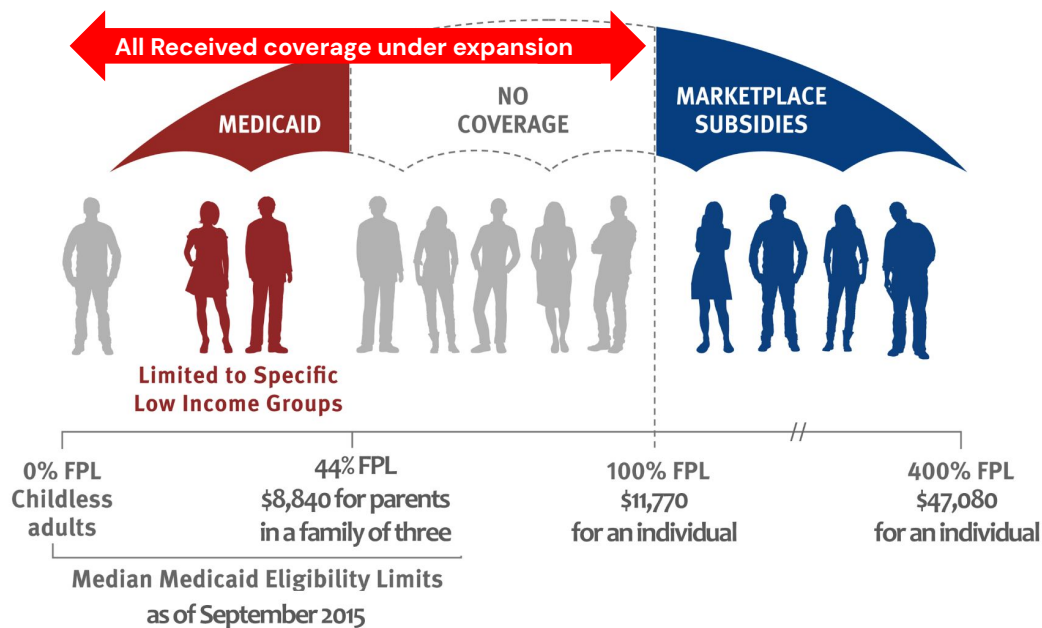 All Received coverage under expansion
MEDICAID
NO
COVERAGE
MARKETPLACE
SUBSIDIES
Limited to Specific
Low Income Groups
0% FPL
Childless
adults
44% FPL
$8,840 for parents
in a family of three
100% FPL
$11,770
for an individual
400% FPL
$47,080
for an individual
Median Medicaid Eligibility Limits
as of September 2015